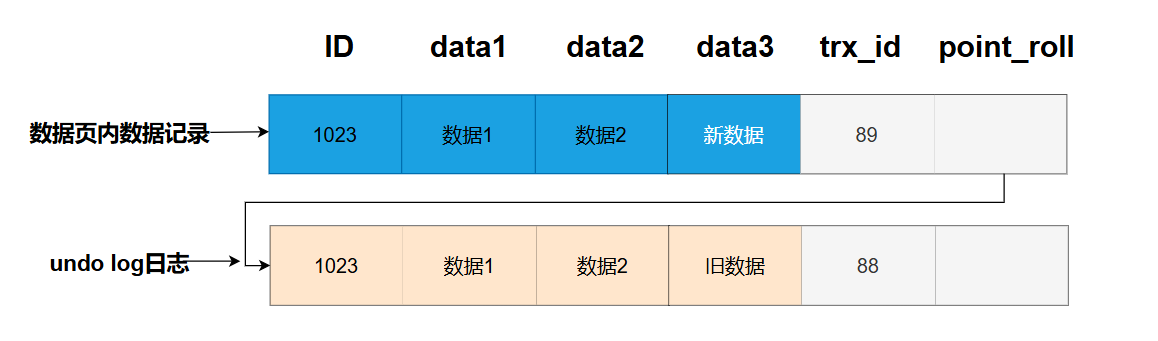 ID data1 data2 data3 trx_id point_roll
数据页内数据记录 1023 数据1 数据2 新数据 89
undo log日志 1023 数据1 数据2 旧数据 88